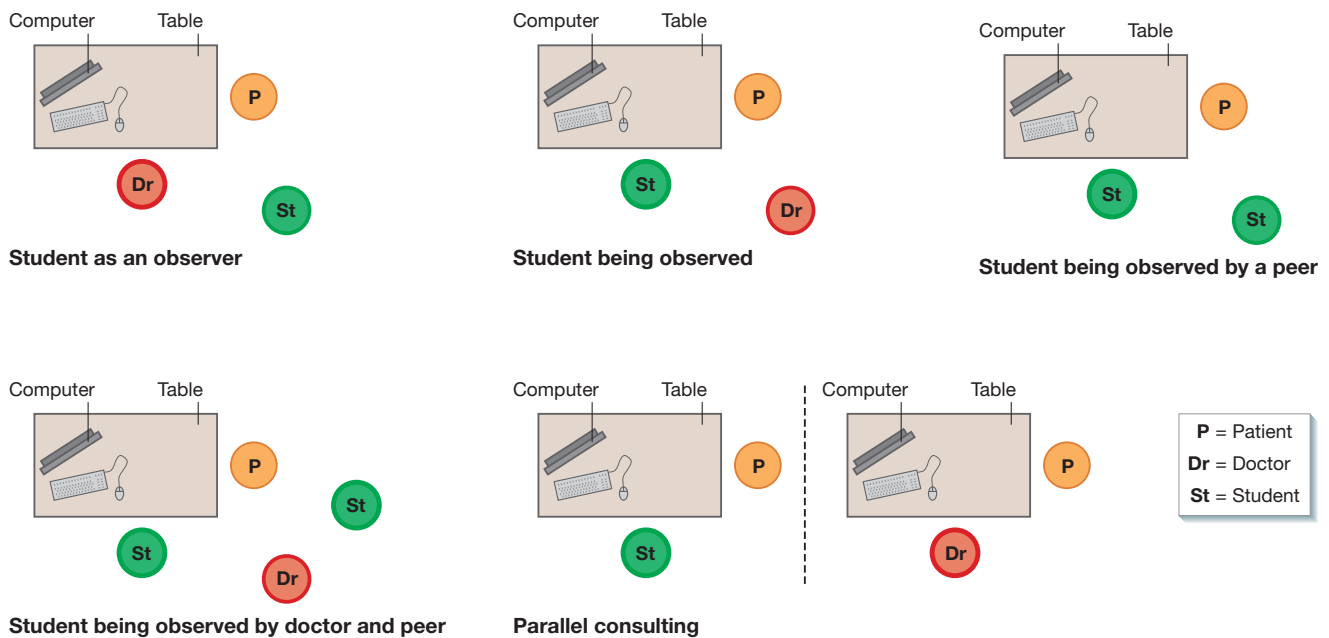 Computer Table
P
Dr
St
Student as an observer
Computer Table
P
St
Dr
Student being observed
Computer Table
P
St
St
Student being observed by a peer
Computer Table
P
St
St
Dr
Student being observed by doctor and peer
Computer Table
P
St
Computer Table
P
Dr
Parallel consulting
P = Patient
Dr = Doctor
St = Student